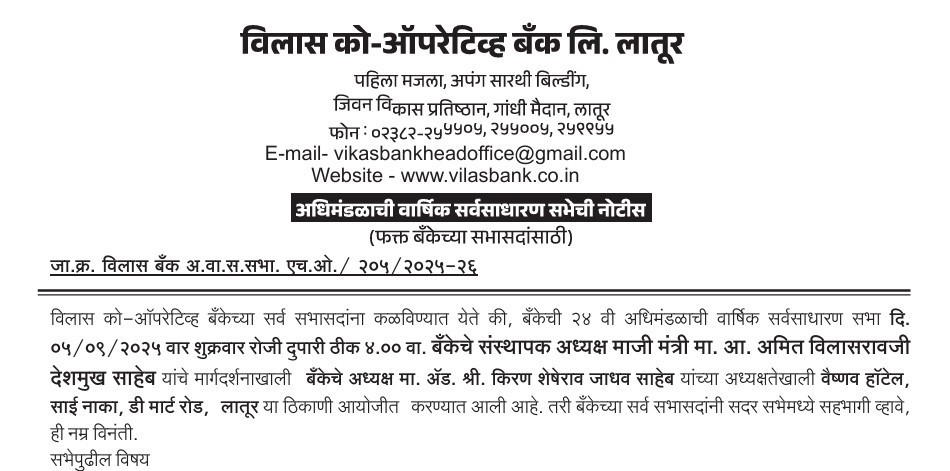 विलास को-ऑपरेटिव्ह बँक लि. लातूर
पहिला मजला, अपंग सारथी बिल्डींग,
जिवन विकास प्रतिष्ठान, गांधी मैदान, लातूर
फोन : ०२३८२-२५५५०५, २५५००५, २५९९५५
E-mail- vikasbankheadoffice@gmail.com
Website - www.vilasbank.co.in
अधिमंडळाची वार्षिक सर्वसाधारण सभेची नोटीस
(फक्त बँकेच्या सभासदांसाठी)
जा.क्र. विलास बँक अ.वा.स.सभा. एच.ओ./ २०५/२०२५-२६
विलास को-ऑपरेटिव्ह बँकेच्या सर्व सभासदांना कळविण्यात येते की, बँकेची २४ वी अधिमंडळाची वार्षिक सर्वसाधारण सभा दि.
०५/०९/२०२५ वार शुक्रवार रोजी दुपारी ठीक ४.०० वा. बँकेचे संस्थापक अध्यक्ष माजी मंत्री मा. आ. अमित विलासरावजी
देशमुख साहेब यांचे मार्गदर्शनाखाली बँकेचे अध्यक्ष मा. ॲड. श्री. किरण शेषेराव जाधव साहेब यांच्या अध्यक्षतेखाली वैष्णव हॉटेल,
साई नाका, डी मार्ट रोड, लातूर या ठिकाणी आयोजीत करण्यात आली आहे. तरी बँकेच्या सर्व सभासदांनी सदर सभेमध्ये सहभागी व्हावे,
ही नम्र विनंती.
सभेपुढील विषय